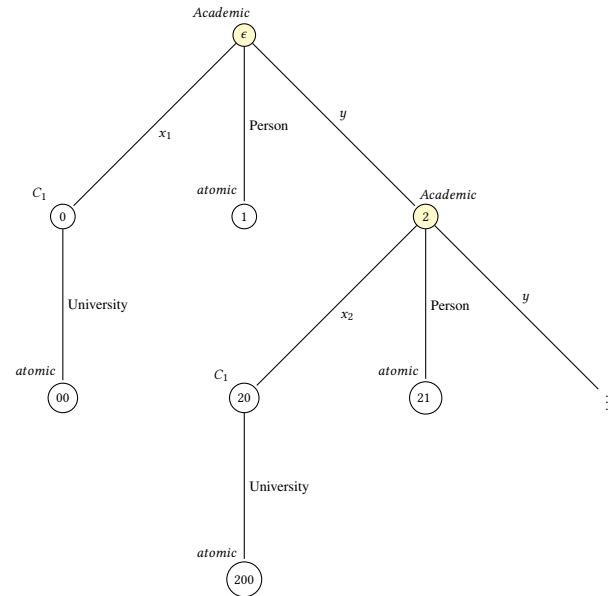 Academic
ϵ
x₁
Person
y
C₁
0
atomic
1
Academic
2
University
x₂
Person
y
atomic
00
C₁
20
atomic
21
⋮
University
atomic
200